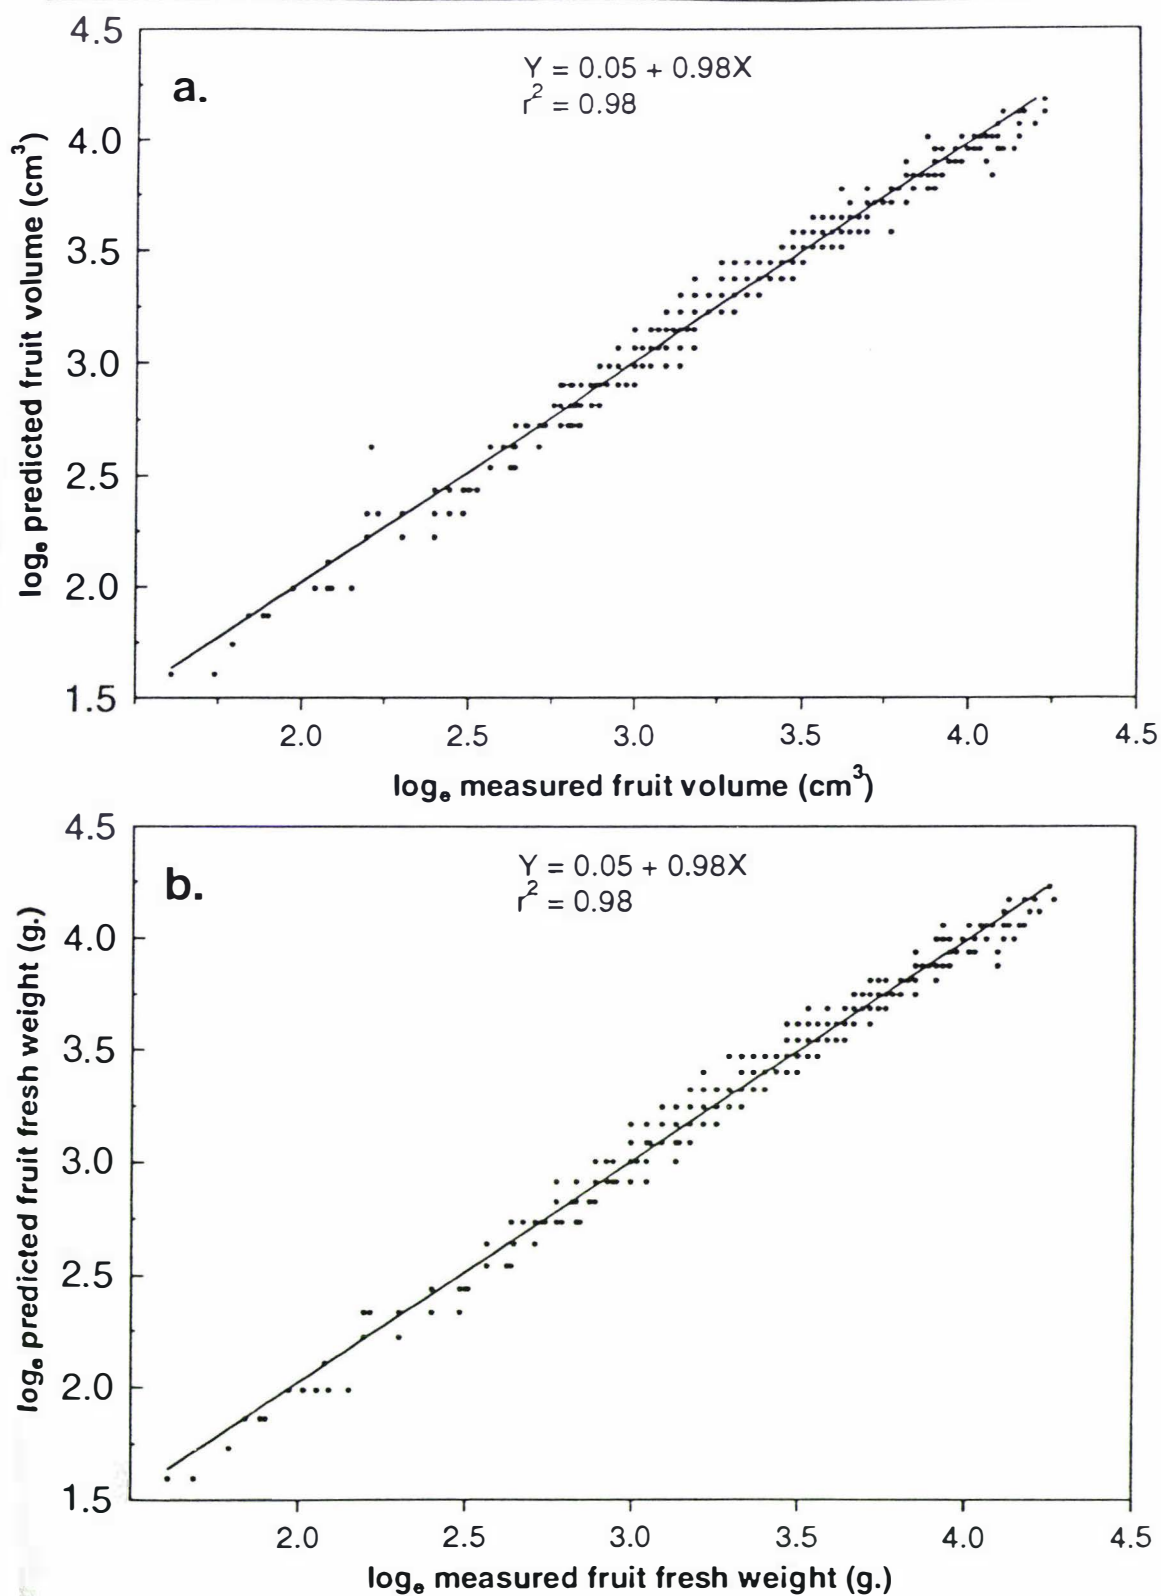 a.
Y = 0.05 + 0.98X
r² = 0.98
4.5
4.0
3.5
3.0
2.5
2.0
1.5
logₑ predicted fruit volume (cm³)
2.0 2.5 3.0 3.5 4.0 4.5
logₑ measured fruit volume (cm³)
b.
Y = 0.05 + 0.98X
r² = 0.98
4.5
4.0
3.5
3.0
2.5
2.0
1.5
logₑ predicted fruit fresh weight (g.)
2.0 2.5 3.0 3.5 4.0 4.5
logₑ measured fruit fresh weight (g.)